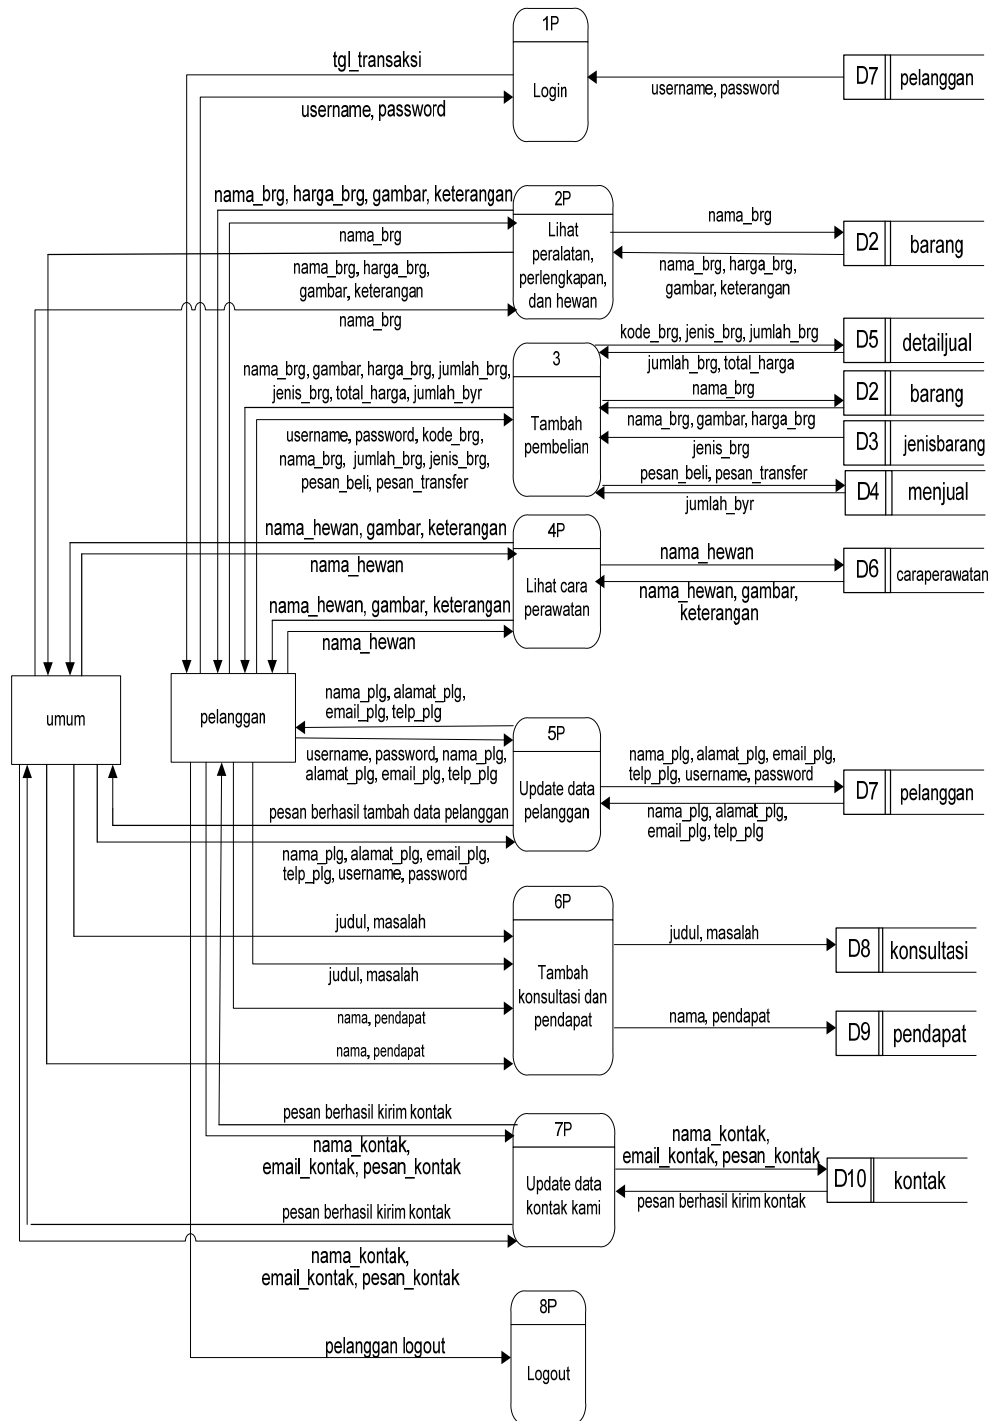 1P
Login
tgl_transaksi
username, password
username, password
D7 pelanggan
2P
Lihat
peralatan,
perlengkapan,
dan hewan
nama_brg, harga_brg, gambar, keterangan
nama_brg
nama_brg, harga_brg,
gambar, keterangan
nama_brg
nama_brg
nama_brg, harga_brg,
gambar, keterangan
D2 barang
3
Tambah
pembelian
nama_brg, gambar, harga_brg, jumlah_brg,
jenis_brg, total_harga, jumlah_byr
username, password, kode_brg,
nama_brg, jumlah_brg, jenis_brg,
pesan_beli, pesan_transfer
kode_brg, jenis_brg, jumlah_brg
jumlah_brg, total_harga
D5 detailjual
nama_brg
nama_brg, gambar, harga_brg
D2 barang
jenis_brg
D3 jenisbarang
pesan_beli, pesan_transfer
jumlah_byr
D4 menjual
4P
Lihat cara
perawatan
nama_hewan, gambar, keterangan
nama_hewan
nama_hewan, gambar, keterangan
nama_hewan
nama_hewan
nama_hewan, gambar,
keterangan
D6 caraperawatan
umum
pelanggan
5P
Update data
pelanggan
nama_plg, alamat_plg,
email_plg, telp_plg
username, password, nama_plg,
alamat_plg, email_plg, telp_plg
pesan berhasil tambah data pelanggan
nama_plg, alamat_plg, email_plg,
telp_plg, username, password
nama_plg, alamat_plg, email_plg,
telp_plg, username, password
nama_plg, alamat_plg,
email_plg, telp_plg
D7 pelanggan
6P
Tambah
konsultasi dan
pendapat
judul, masalah
judul, masalah
nama, pendapat
nama, pendapat
judul, masalah
D8 konsultasi
nama, pendapat
D9 pendapat
7P
Update data
kontak kami
pesan berhasil kirim kontak
nama_kontak,
email_kontak, pesan_kontak
pesan berhasil kirim kontak
nama_kontak,
email_kontak, pesan_kontak
nama_kontak,
email_kontak, pesan_kontak
pesan berhasil kirim kontak
D10 kontak
8P
Logout
pelanggan logout